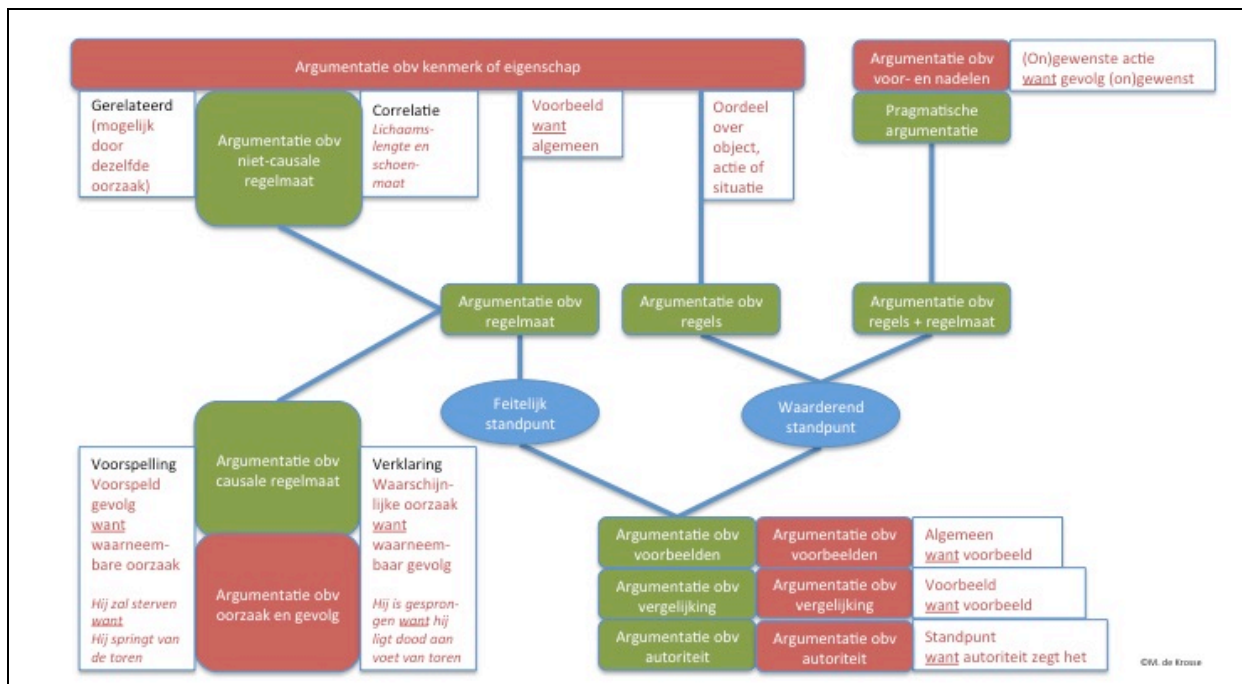 Argumentatie obv kenmerk of eigenschap
Argumentatie obv
voor- en nadelen
(On)gewenste actie
want gevolg (on)gewenst
Gerelateerd
(mogelijk
door
dezelfde
oorzaak)
Argumentatie obv
niet-causale
regelmaat
Correlatie
Lichaams-
lengte en
schoen-
maat
Voorbeeld
want
algemeen
Oordeel
over
object,
actie of
situatie
Pragmatische
argumentatie
Argumentatie obv
regelmaat
Argumentatie obv
regels
Argumentatie obv
regels + regelmaat
Feitelijk
standpunt
Waarderend
standpunt
Voorspelling
Voorspeld
gevolg
want
waarneem-
bare oorzaak
Hij zal sterven
want
Hij springt van
de toren
Argumentatie obv
causale regelmaat
Argumentatie obv
oorzaak en gevolg
Verklaring
Waarschijn-
lijke oorzaak
want
waarneem-
baar gevolg
Hij is gespron-
gen want hij
ligt dood aan
voet van toren
Argumentatie obv
voorbeelden
Argumentatie obv
voorbeelden
Algemeen
want voorbeeld
Argumentatie obv
vergelijking
Argumentatie obv
vergelijking
Voorbeeld
want voorbeeld
Argumentatie obv
autoriteit
Argumentatie obv
autoriteit
Standpunt
want autoriteit zegt het
©M. de Krosse